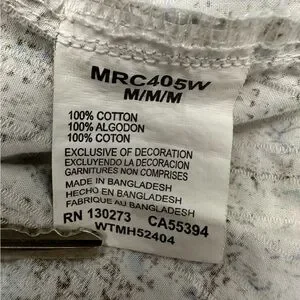 MRC405W
M/M/M
100% COTTON
100% ALGODON
100% COTON
EXCLUSIVE OF DECORATION
EXCLUYENDO LA DECORACION
GARNITURES NON COMPRISES
MADE IN BANGLADESH
HECHO EN BANGLADESH
FABRIQUE AU BANGLADESH
RN 130273 CA55394
WTMH52404